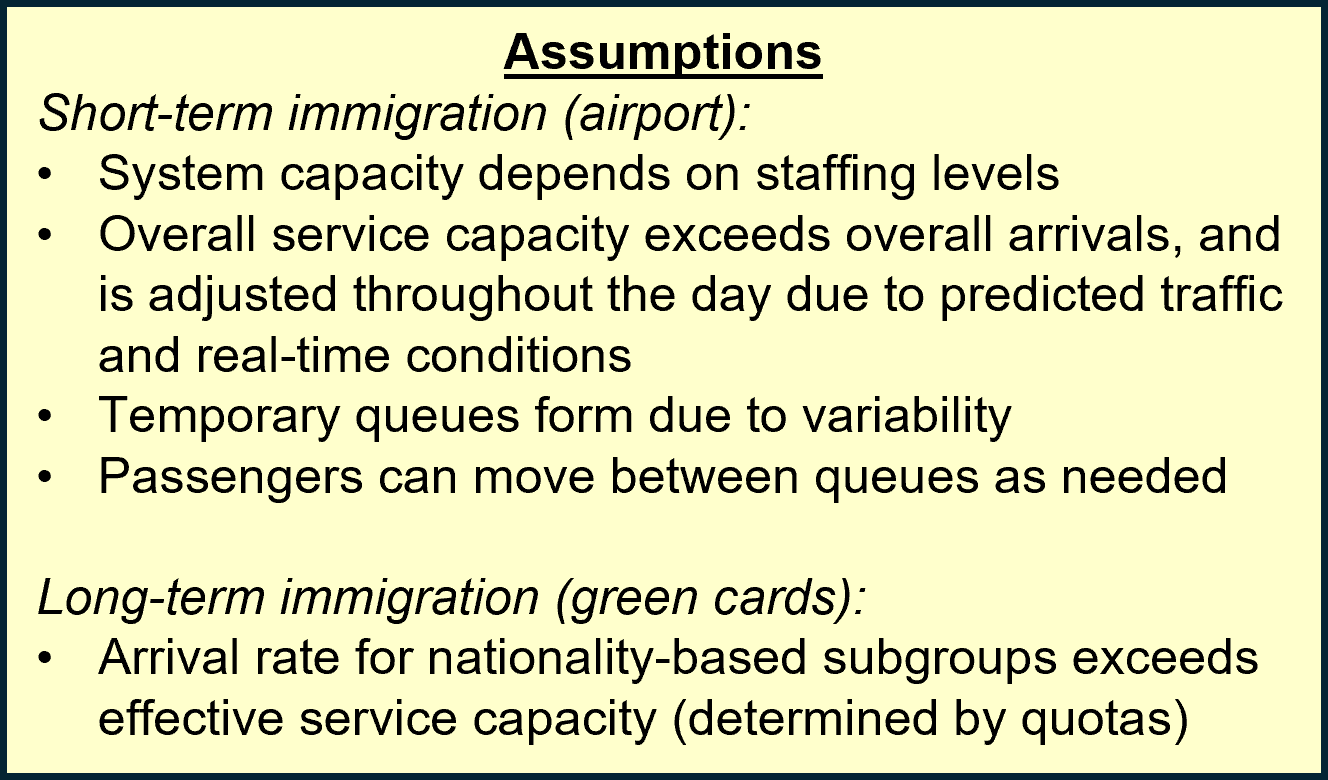 Assumptions
Short-term immigration (airport):
• System capacity depends on staffing levels
• Overall service capacity exceeds overall arrivals, and
is adjusted throughout the day due to predicted traffic
and real-time conditions
• Temporary queues form due to variability
• Passengers can move between queues as needed
Long-term immigration (green cards):
• Arrival rate for nationality-based subgroups exceeds
effective service capacity (determined by quotas)